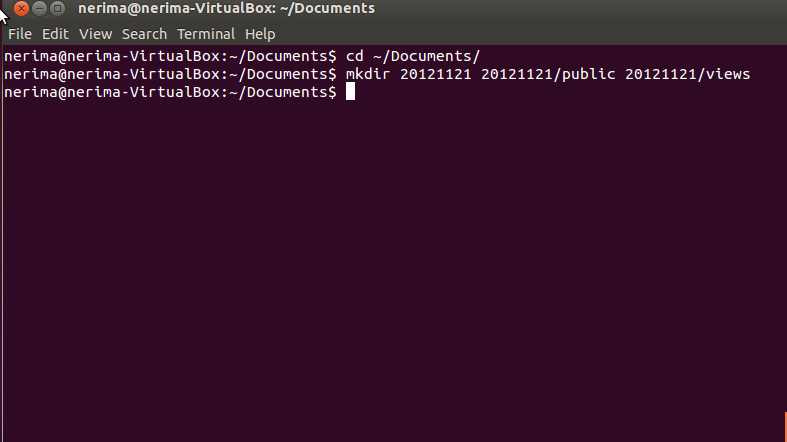 nerima@nerima-VirtualBox: ~/Documents
File Edit View Search Terminal Help
nerima@nerima-VirtualBox:~/Documents$ cd ~/Documents/
nerima@nerima-VirtualBox:~/Documents$ mkdir 20121121 20121121/public 20121121/views
nerima@nerima-VirtualBox:~/Documents$